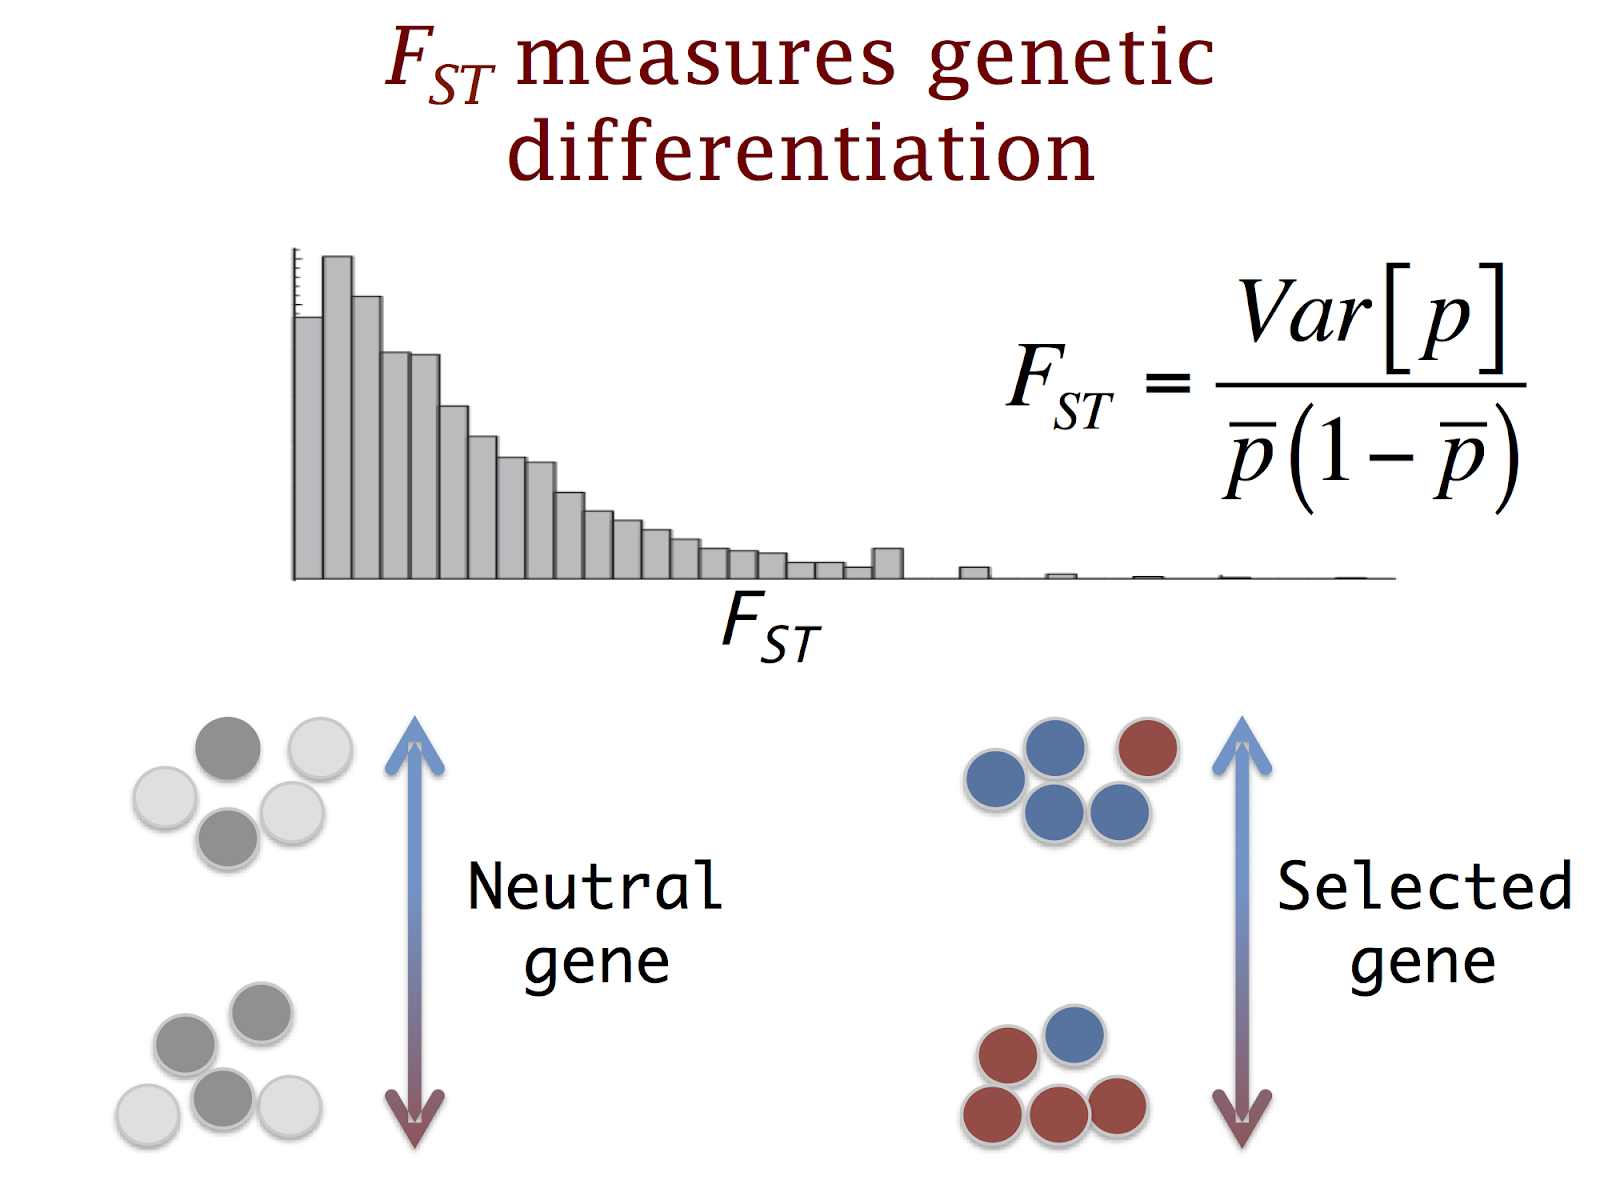 F_ST measures genetic
differentiation
F_ST = Var[p] / p̅(1 − p̅)
F_ST
Neutral
gene
Selected
gene